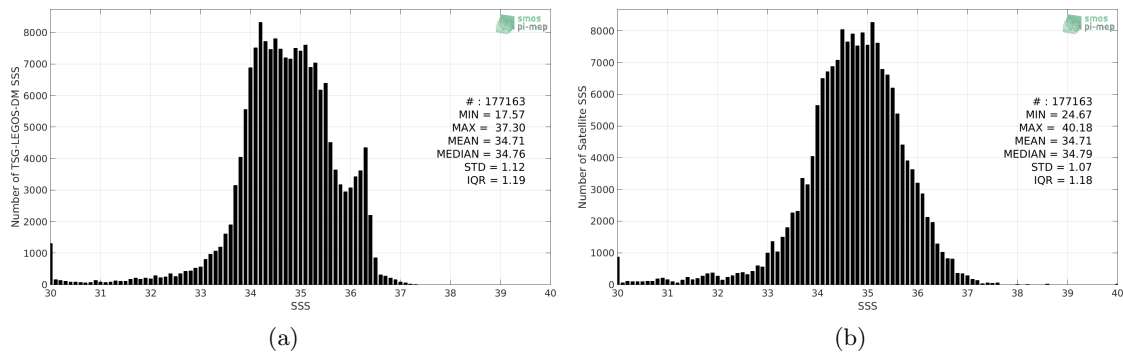 smos
pi-mep
Number of TSG-LEGOS-DM SSS
8000
7000
6000
5000
4000
3000
2000
1000
0
# : 177163
MIN = 17.57
MAX = 37.30
MEAN = 34.71
MEDIAN = 34.76
STD = 1.12
IQR = 1.19
30 31 32 33 34 35 36 37 38 39 40
SSS
(a)
smos
pi-mep
Number of Satellite SSS
8000
7000
6000
5000
4000
3000
2000
1000
0
# : 177163
MIN = 24.67
MAX = 40.18
MEAN = 34.71
MEDIAN = 34.79
STD = 1.07
IQR = 1.18
30 31 32 33 34 35 36 37 38 39 40
SSS
(b)